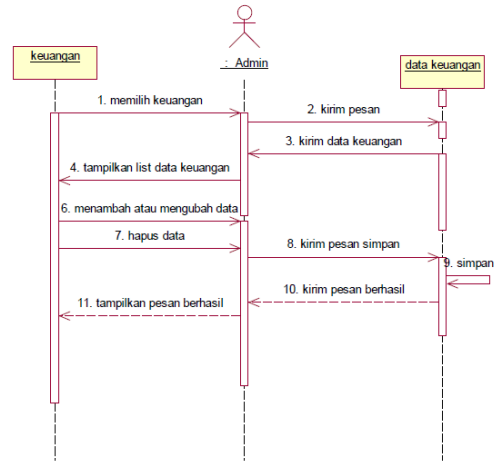 keuangan
: Admin
data keuangan
1. memilih keuangan
2. kirim pesan
3. kirim data keuangan
4. tampilkan list data keuangan
6. menambah atau mengubah data
7. hapus data
8. kirim pesan simpan
9. simpan
10. kirim pesan berhasil
11. tampilkan pesan berhasil